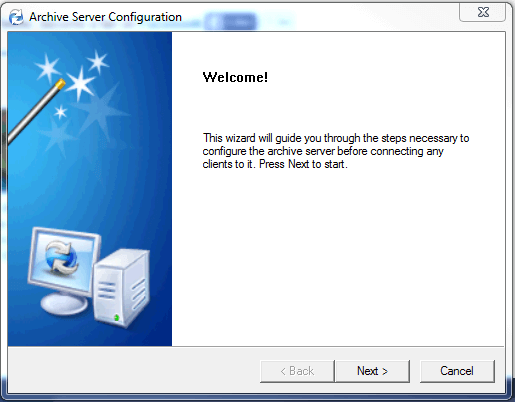 Archive Server Configuration
Welcome!
This wizard will guide you through the steps necessary to
configure the archive server before connecting any
clients to it. Press Next to start.
< Back
Next >
Cancel